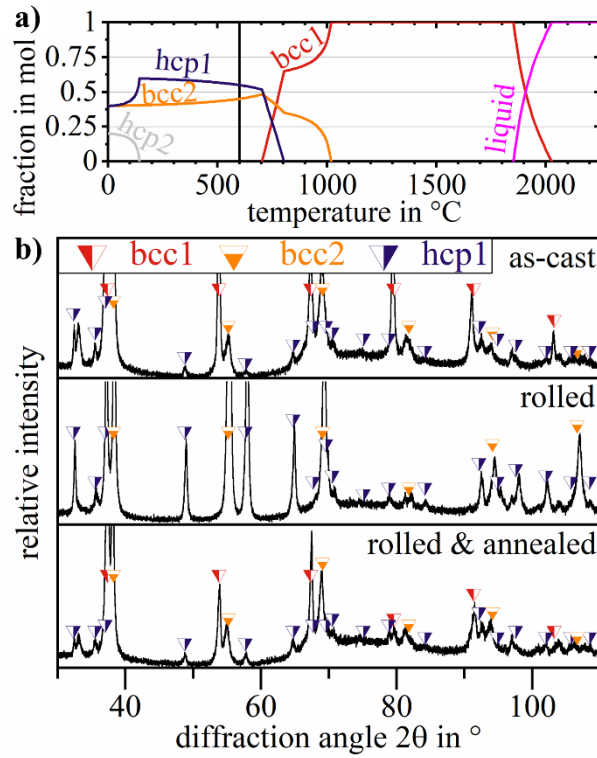 a)
1
0.75
0.5
0.25
0
fraction in mol
hcp1
bcc2
hcp2
bcc1
liquid
0 500 1000 1500 2000
temperature in °C
b)
bcc1 bcc2 hcp1
as-cast
rolled
rolled & annealed
relative intensity
40 60 80 100
diffraction angle 2θ in °